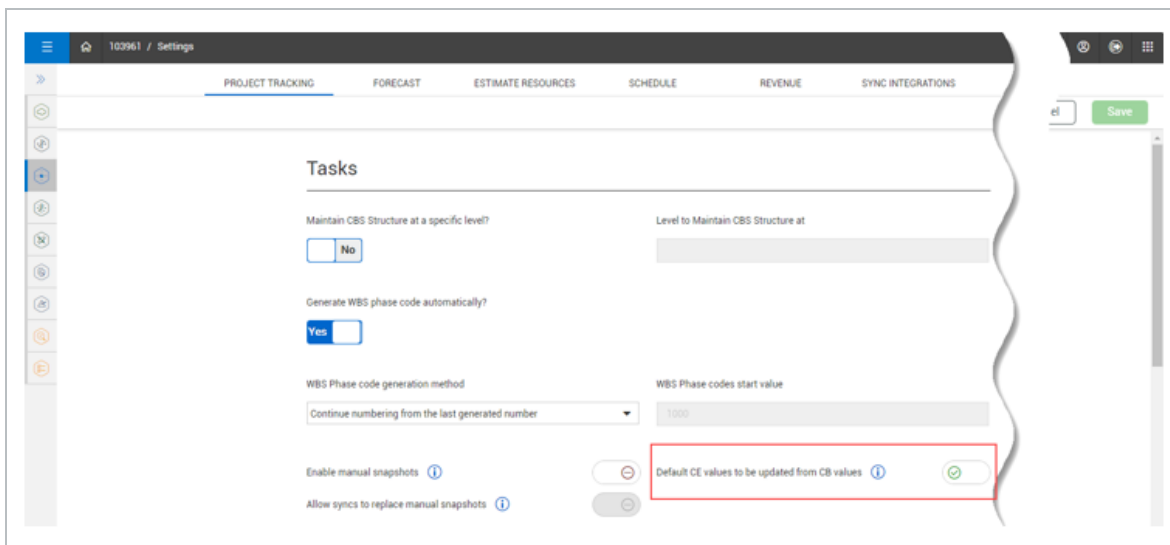 103961 / Settings
PROJECT TRACKING FORECAST ESTIMATE RESOURCES SCHEDULE REVENUE SYNC INTEGRATIONS
el Save
Tasks
Maintain CBS Structure at a specific level? Level to Maintain CBS Structure at
No
Generate WBS phase code automatically?
Yes
WBS Phase code generation method WBS Phase codes start value
Continue numbering from the last generated number 1000
Enable manual snapshots Default CE values to be updated from CB values
Allow syncs to replace manual snapshots